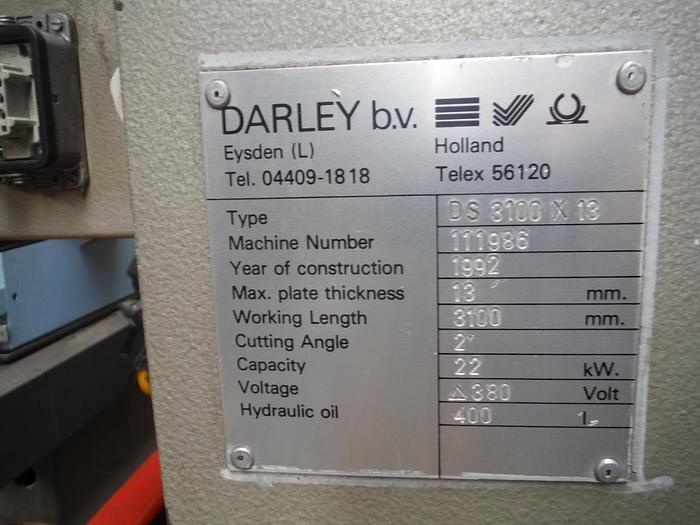 DARLEY b.v.
Eysden (L) Holland
Tel. 04409-1818 Telex 56120
Type DS 3100 X 13
Machine Number 111986
Year of construction 1992
Max. plate thickness 13 mm.
Working Length 3100 mm.
Cutting Angle 2°
Capacity 22 kW.
Voltage △380 Volt
Hydraulic oil 400 l.